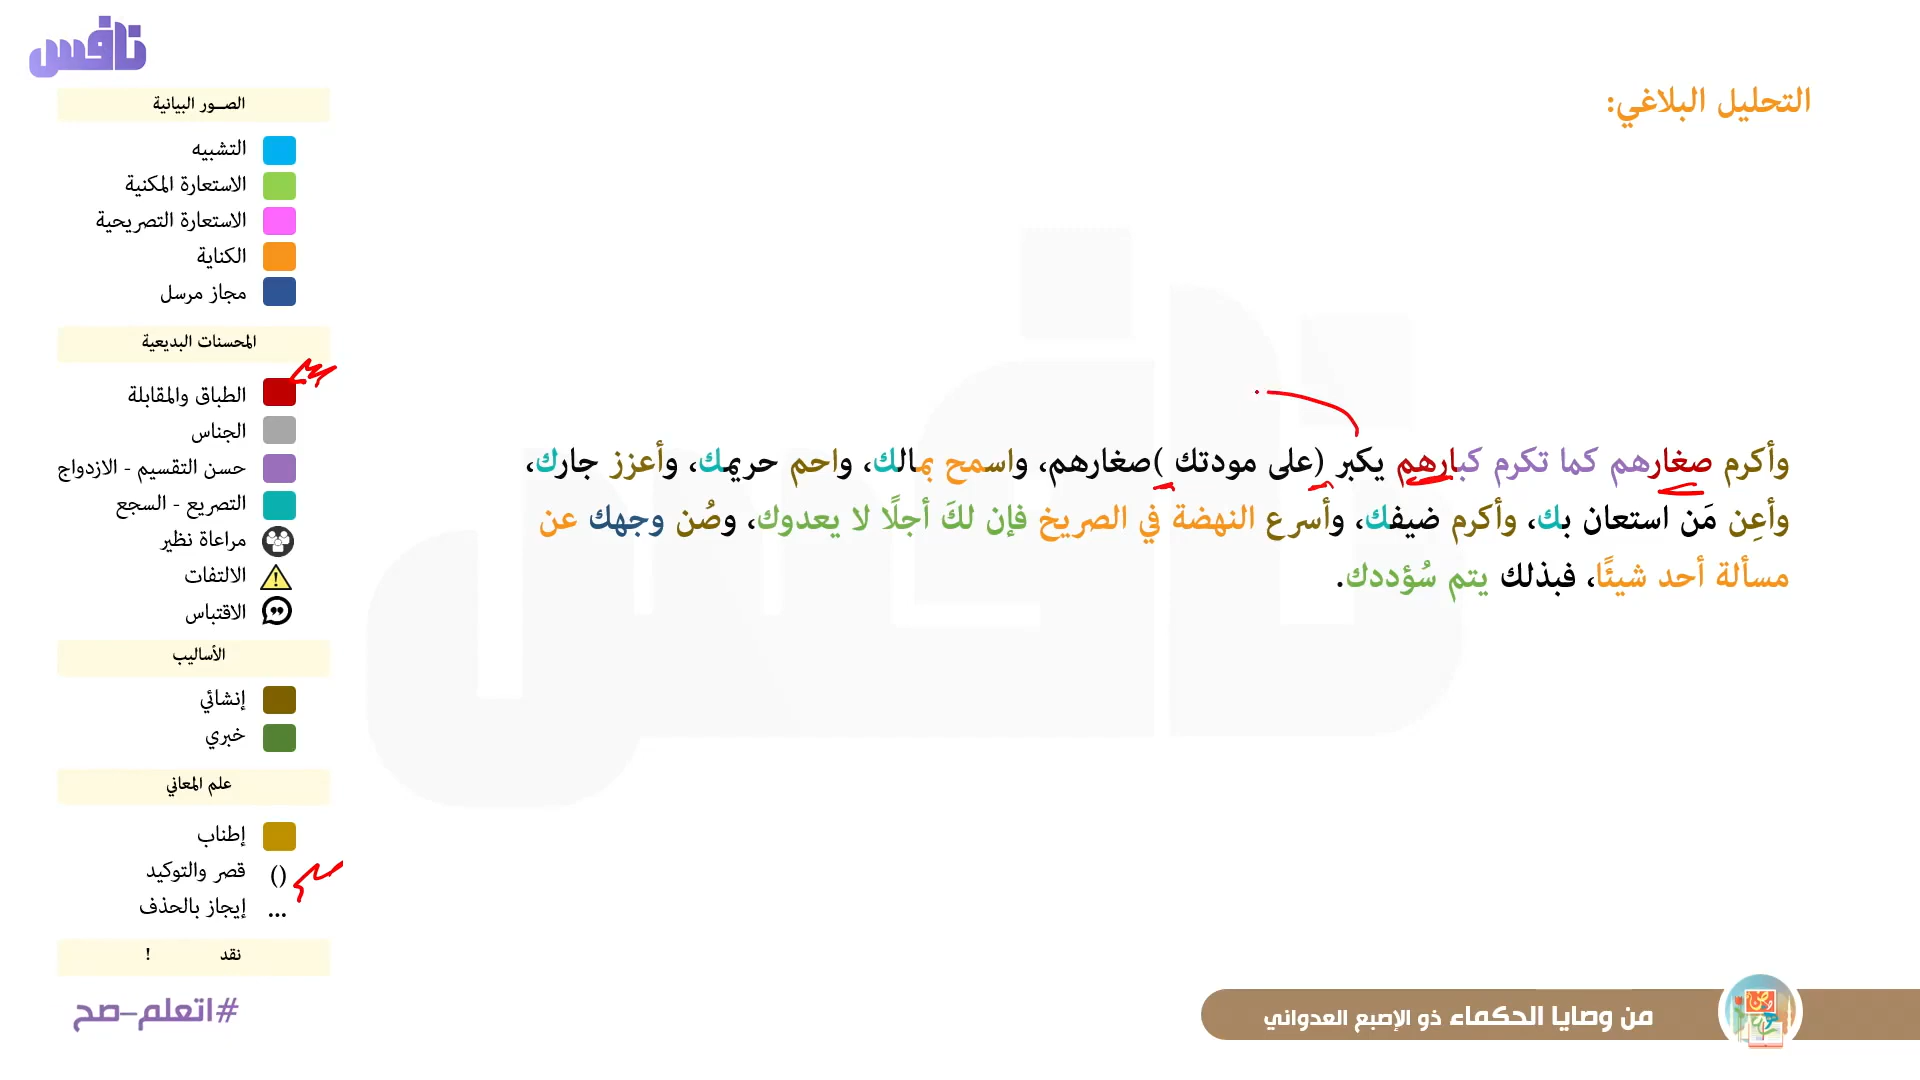 نافس
التحليل البلاغي:
الصـور البيانية
التشبيه
الاستعارة المكنية
الاستعارة التصريحية
الكناية
مجاز مرسل
المحسنات البديعية
الطباق والمقابلة
الجناس
حسن التقسيم - الازدواج
التصريع - السجع
مراعاة نظير
الالتفات
الاقتباس
الأساليب
إنشائي
خبري
علم المعاني
إطناب
() قصر والتوكيد
... إيجاز بالحذف
نقد !
#اتعلم-صح
وأكرم صغارهم كما تكرم كبارهم يكبر (على مودتك )صغارهم، واسمح بمالك، واحم حريمك، وأعزز جارك،
وأعِن مَن استعان بك، وأكرم ضيفك، وأسرع النهضة في الصريخ فإن لكَ أجلًا لا يعدوك، وصُن وجهك عن
مسألة أحد شيئًا، فبذلك يتم سُؤددك.
من وصايا الحكماء ذو الإصبع العدواني